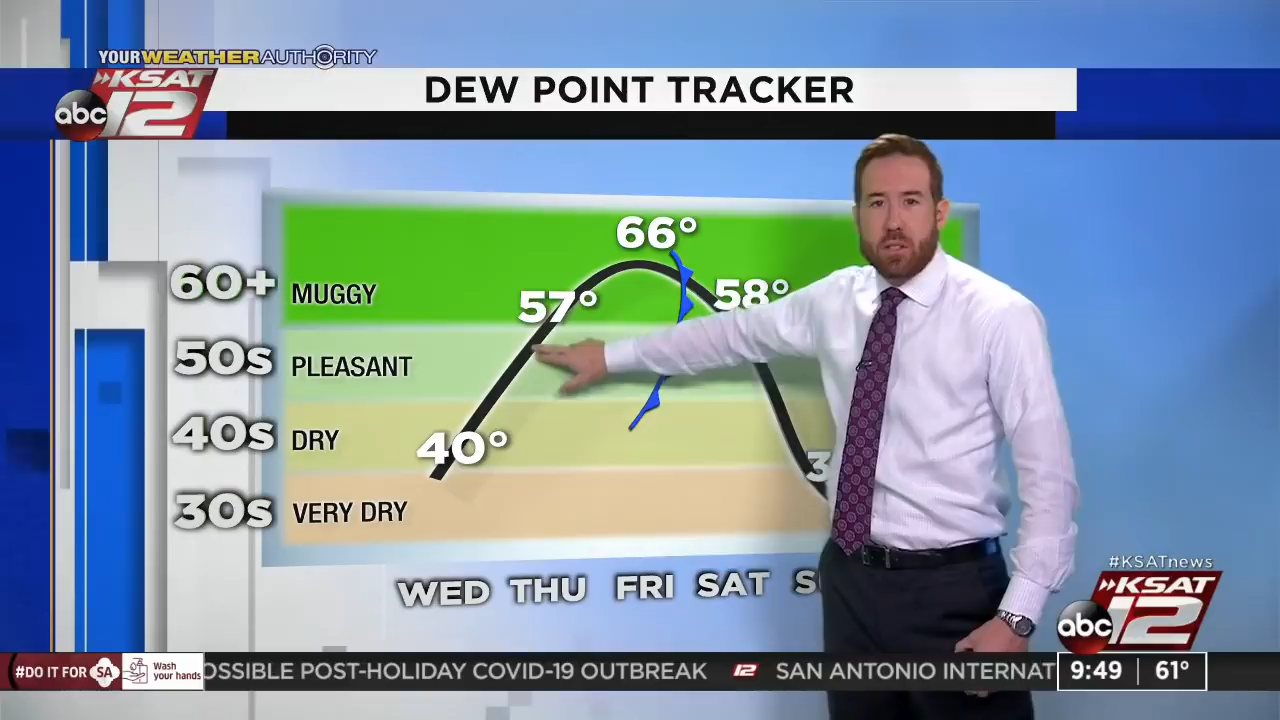 YOURWEATHERAUTHORITY
KSAT
abc 12
DEW POINT TRACKER
66°
60+ MUGGY
57° 58°
50s PLEASANT
40s DRY
40°
3
30s VERY DRY
WED THU FRI SAT S
#KSATnews
KSAT
abc 12
#DO IT FOR SA
Wash
your hands
OSSIBLE POST-HOLIDAY COVID-19 OUTBREAK 12 SAN ANTONIO INTERNAT
9:49 61°